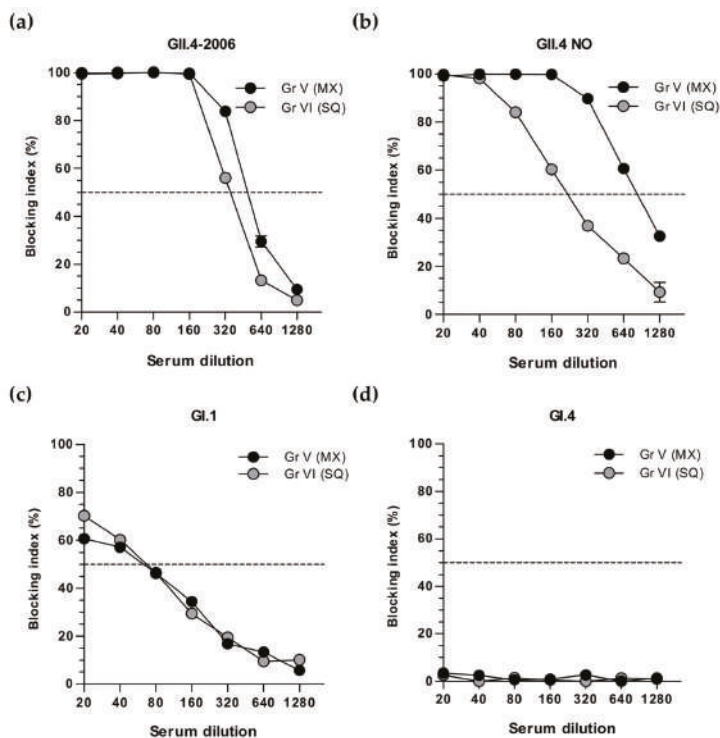 (a)
GII.4-2006
Blocking index (%)
100
80
60
40
20
0
Gr V (MX)
Gr VI (SQ)
20 40 80 160 320 640 1280
Serum dilution
(b)
GII.4 NO
Blocking index (%)
100
80
60
40
20
0
Gr V (MX)
Gr VI (SQ)
20 40 80 160 320 640 1280
Serum dilution
(c)
GI.1
Blocking index (%)
100
80
60
40
20
0
Gr V (MX)
Gr VI (SQ)
20 40 80 160 320 640 1280
Serum dilution
(d)
GI.4
Blocking index (%)
100
80
60
40
20
0
Gr V (MX)
Gr VI (SQ)
20 40 80 160 320 640 1280
Serum dilution